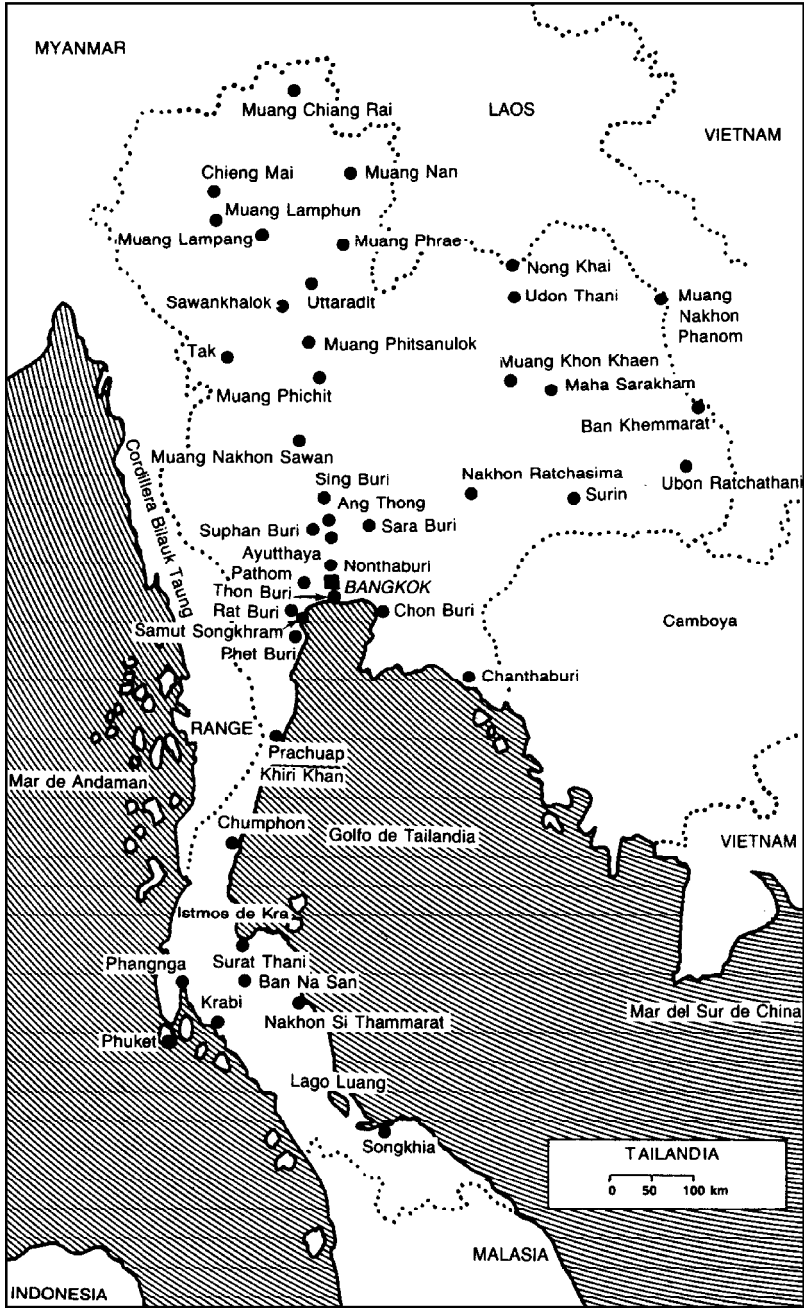 MYANMAR
Muang Chiang Rai
LAOS
VIETNAM
Chieng Mai
Muang Nan
Muang Lamphun
Muang Lampang
Muang Phrae
Nong Khai
Sawankhalok
Uttaradit
Udon Thani
Muang
Nakhon
Phanom
Tak
Muang Phitsanulok
Muang Khon Khaen
Maha Sarakham
Muang Phichit
Ban Khemmarat
Cordillera Bilauk Taung
Muang Nakhon Sawan
Sing Buri
Nakhon Ratchasima
Ubon Ratchathani
Ang Thong
Surin
Suphan Buri
Sara Buri
Ayutthaya
Nonthaburi
Pathom
BANGKOK
Thon Buri
Rat Buri
Chon Buri
Samut Songkhram
Camboya
Phet Buri
Chanthaburi
RANGE
Prachuap
Khiri Khan
Mar de Andaman
Chumphon
Golfo de Tailandia
VIETNAM
Istmos de Kra
Surat Thani
Phangnga
Ban Na San
Krabi
Nakhon Si Thammarat
Mar del Sur de China
Phuket
Lago Luang
Songkhia
TAILANDIA
0 50 100 km
MALASIA
INDONESIA